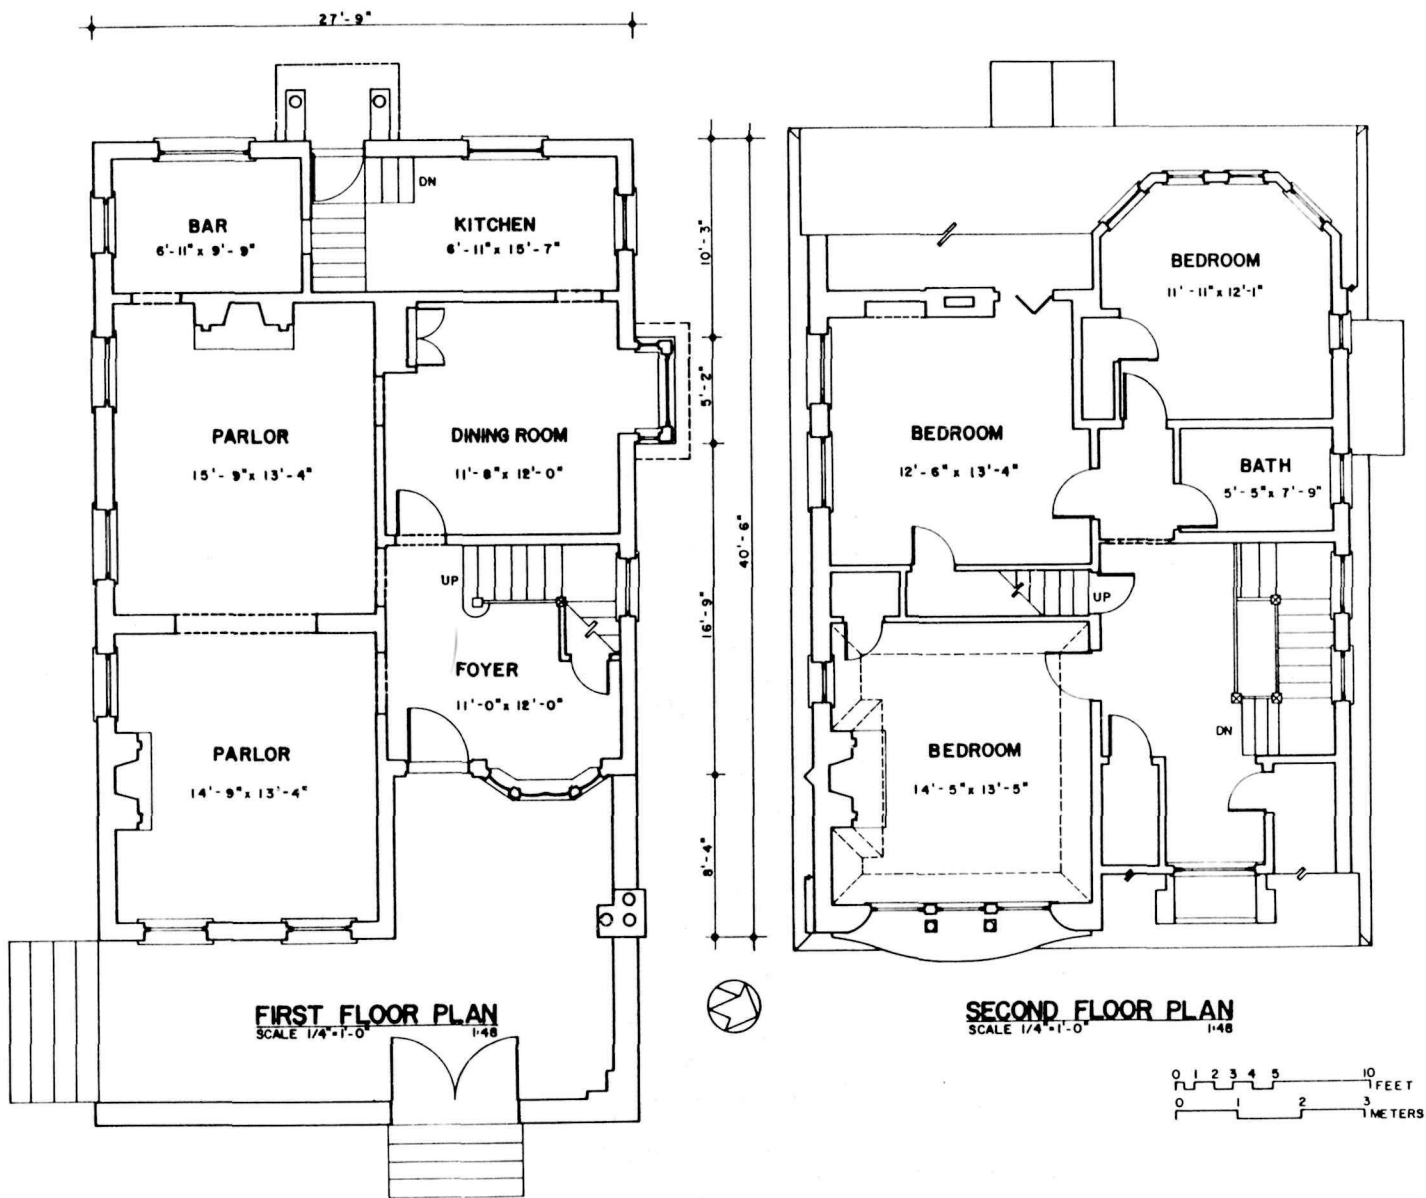 27'-9"
DN
BAR
6'-11" x 9'-9"
KITCHEN
6'-11" x 15'-7"
PARLOR
15'-9" x 13'-4"
DINING ROOM
11'-8" x 12'-0"
UP
FOYER
11'-0" x 12'-0"
PARLOR
14'-9" x 13'-4"
10'-3"
5'-2"
16'-9"
8'-4"
40'-6"
FIRST FLOOR PLAN
SCALE 1/4"=1'-0" 1:48
BEDROOM
11'-11" x 12'-1"
BEDROOM
12'-6" x 13'-4"
BATH
5'-5" x 7'-9"
UP
DN
BEDROOM
14'-5" x 13'-5"
SECOND FLOOR PLAN
SCALE 1/4"=1'-0" 1:48
0 1 2 3 4 5 10 FEET
0 1 2 3 METERS